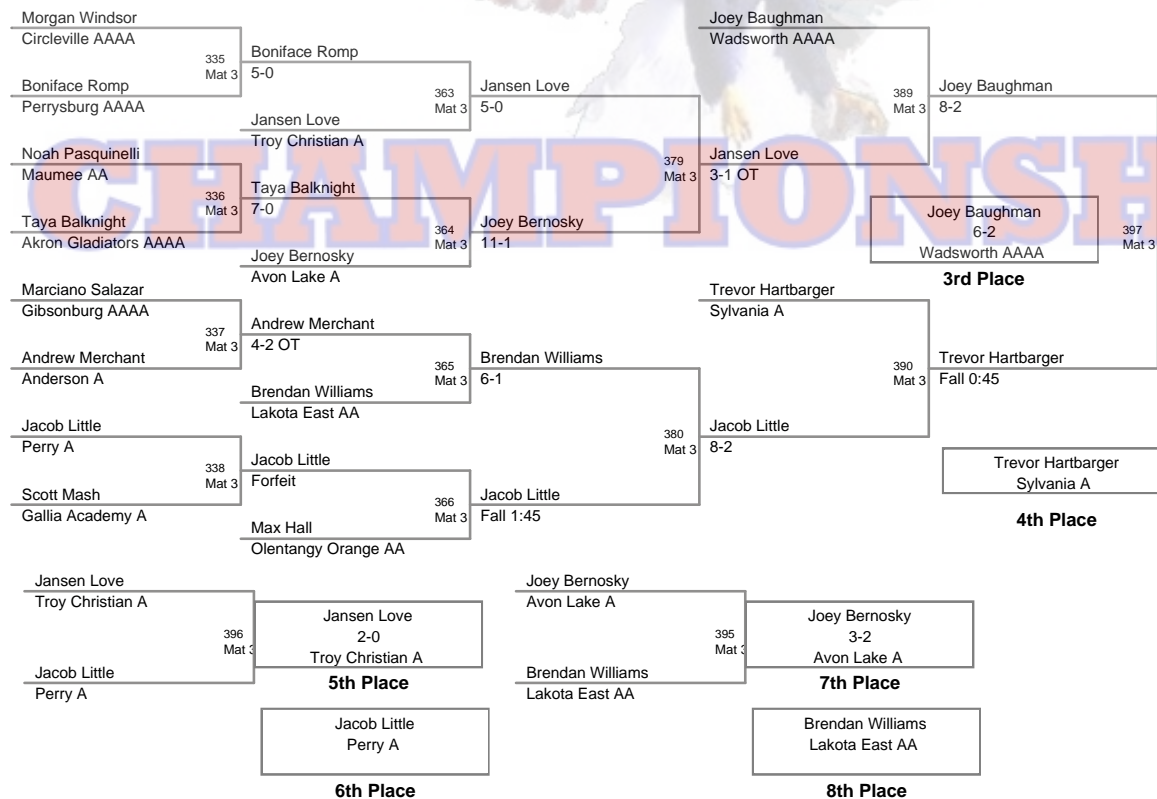 Morgan Windsor
Circleville AAAA
335
Mat 3
Boniface Romp
Perrysburg AAAA
Boniface Romp
5-0
363
Mat 3
Jansen Love
Troy Christian A
Jansen Love
5-0
Noah Pasquinelli
Maumee AA
336
Mat 3
Taya Balknight
Akron Gladiators AAAA
Taya Balknight
7-0
364
Mat 3
Joey Bernosky
Avon Lake A
Joey Bernosky
11-1
379
Mat 3
Jansen Love
3-1 OT
Joey Baughman
Wadsworth AAAA
389
Mat 3
Joey Baughman
8-2
CHAMPIONSH
Joey Baughman
6-2
Wadsworth AAAA
3rd Place
397
Mat 3
Marciano Salazar
Gibsonburg AAAA
337
Mat 3
Andrew Merchant
Anderson A
Andrew Merchant
4-2 OT
365
Mat 3
Brendan Williams
Lakota East AA
Brendan Williams
6-1
Jacob Little
Perry A
338
Mat 3
Scott Mash
Gallia Academy A
Jacob Little
Forfeit
366
Mat 3
Max Hall
Olentangy Orange AA
Jacob Little
Fall 1:45
380
Mat 3
Jacob Little
8-2
Trevor Hartbarger
Sylvania A
390
Mat 3
Trevor Hartbarger
Fall 0:45
Trevor Hartbarger
Sylvania A
4th Place
Jansen Love
Troy Christian A
396
Mat 3
Jacob Little
Perry A
Jansen Love
2-0
Troy Christian A
5th Place
Jacob Little
Perry A
6th Place
Joey Bernosky
Avon Lake A
395
Mat 3
Brendan Williams
Lakota East AA
Joey Bernosky
3-2
Avon Lake A
7th Place
Brendan Williams
Lakota East AA
8th Place